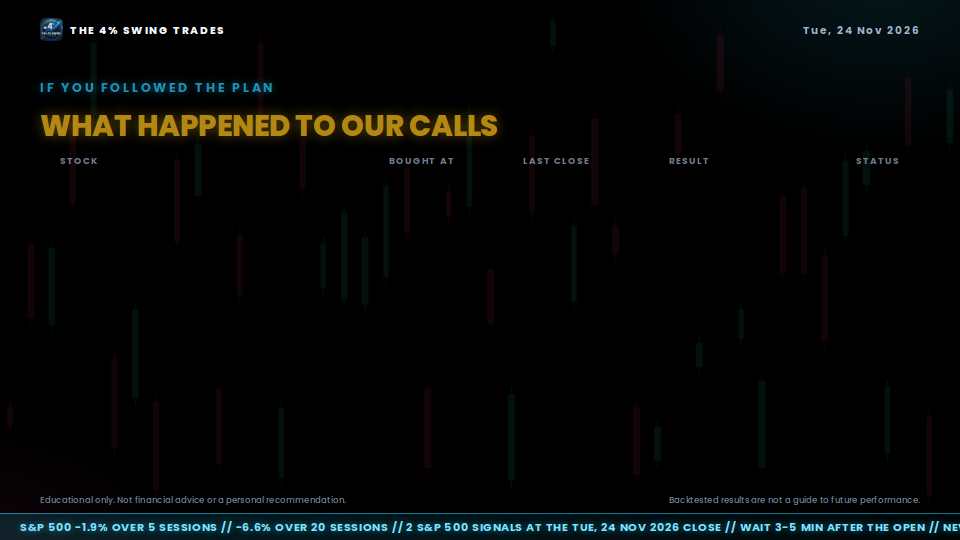 THE 4% SWING TRADES
Tue, 24 Nov 2026
IF YOU FOLLOWED THE PLAN
WHAT HAPPENED TO OUR CALLS
STOCK BOUGHT AT LAST CLOSE RESULT STATUS
Educational only. Not financial advice or a personal recommendation.
Backtested results are not a guide to future performance.
S&P 500 -1.9% OVER 5 SESSIONS // -6.6% OVER 20 SESSIONS // 2 S&P 500 SIGNALS AT THE TUE, 24 NOV 2026 CLOSE // WAIT 3-5 MIN AFTER THE OPEN //